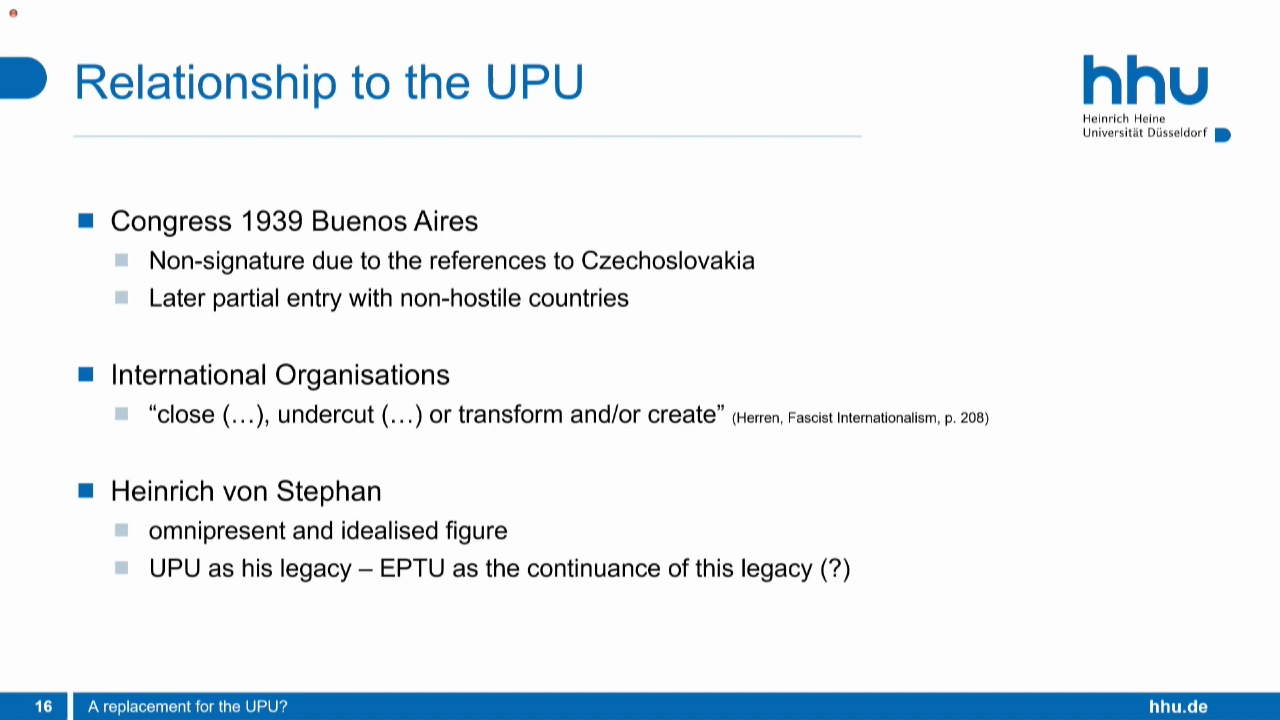 Relationship to the UPU
hhu
Heinrich Heine
Universität Düsseldorf
Congress 1939 Buenos Aires
Non-signature due to the references to Czechoslovakia
Later partial entry with non-hostile countries
International Organisations
“close (…), undercut (…) or transform and/or create” (Herren, Fascist Internationalism, p. 208)
Heinrich von Stephan
omnipresent and idealised figure
UPU as his legacy – EPTU as the continuance of this legacy (?)
16 A replacement for the UPU? hhu.de